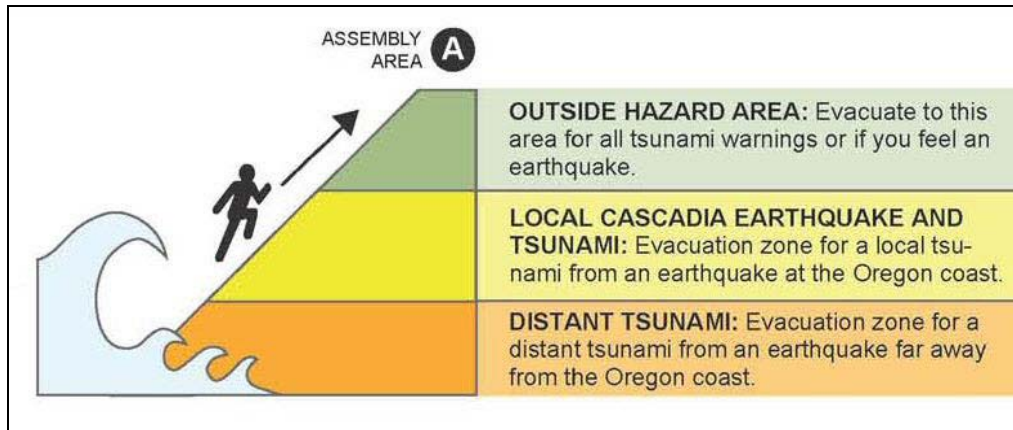 ASSEMBLY
AREA
A
OUTSIDE HAZARD AREA: Evacuate to this
area for all tsunami warnings or if you feel an
earthquake.
LOCAL CASCADIA EARTHQUAKE AND
TSUNAMI: Evacuation zone for a local tsu-
nami from an earthquake at the Oregon coast.
DISTANT TSUNAMI: Evacuation zone for a
distant tsunami from an earthquake far away
from the Oregon coast.